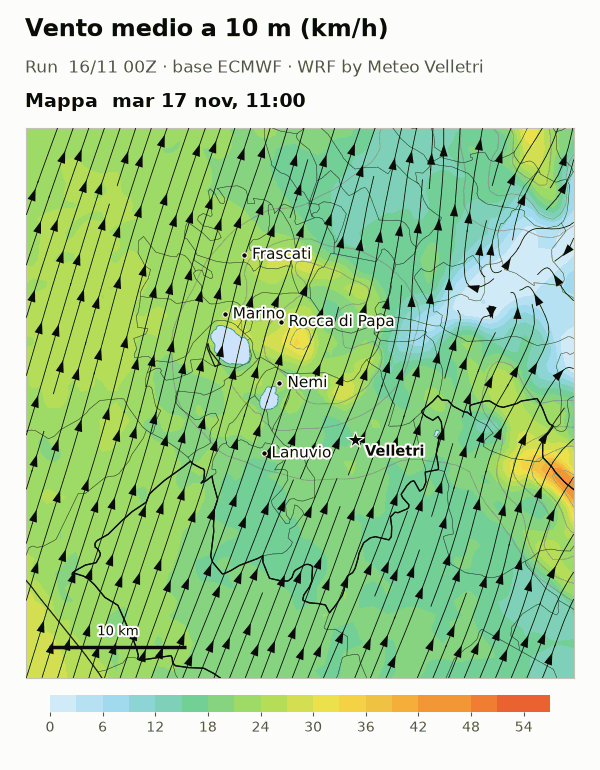 Vento medio a 10 m (km/h)
Run  16/11 00Z · base ECMWF · WRF by Meteo Velletri
Mappa  mar 17 nov, 11:00
Frascati
Marino
Rocca di Papa
Nemi
Velletri
Lanuvio
10 km
0 6 12 18 24 30 36 42 48 54